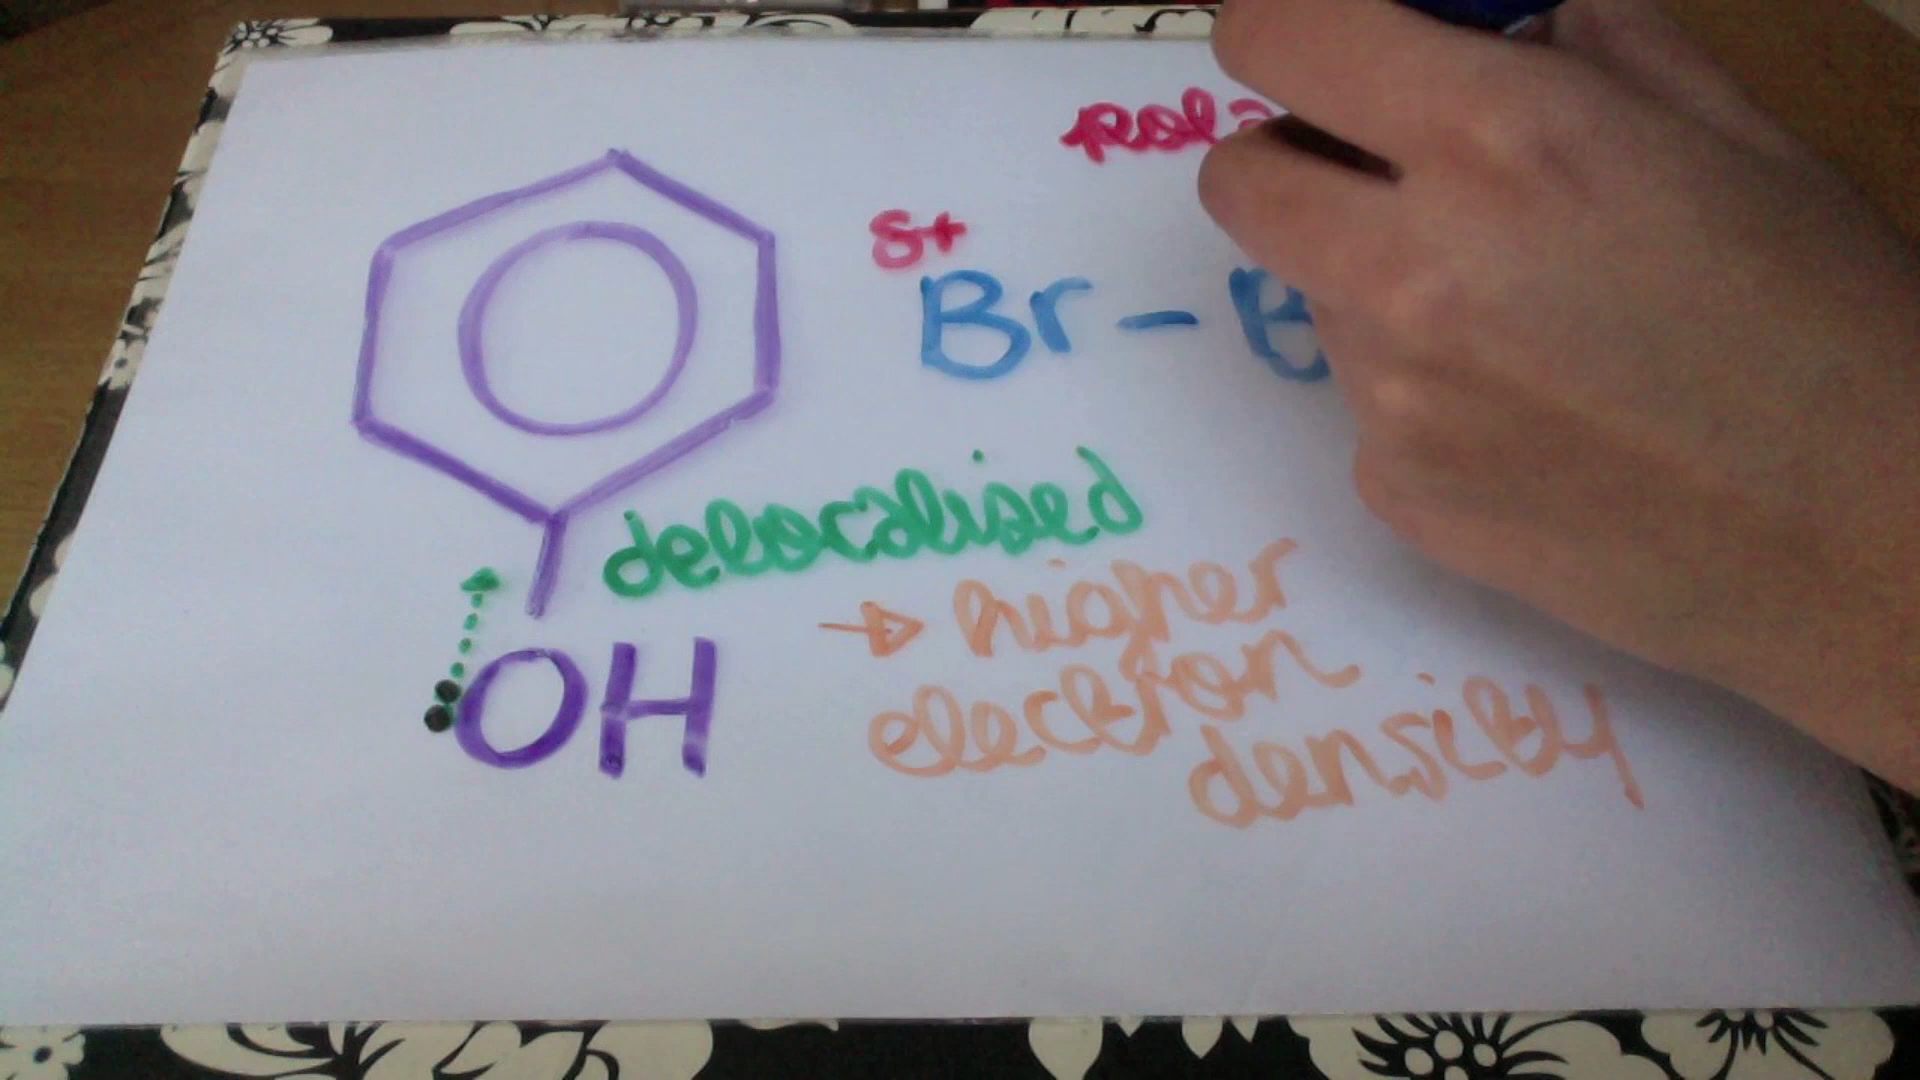 δ+
Br – B
delocalised
→ higher
electron
density
OH